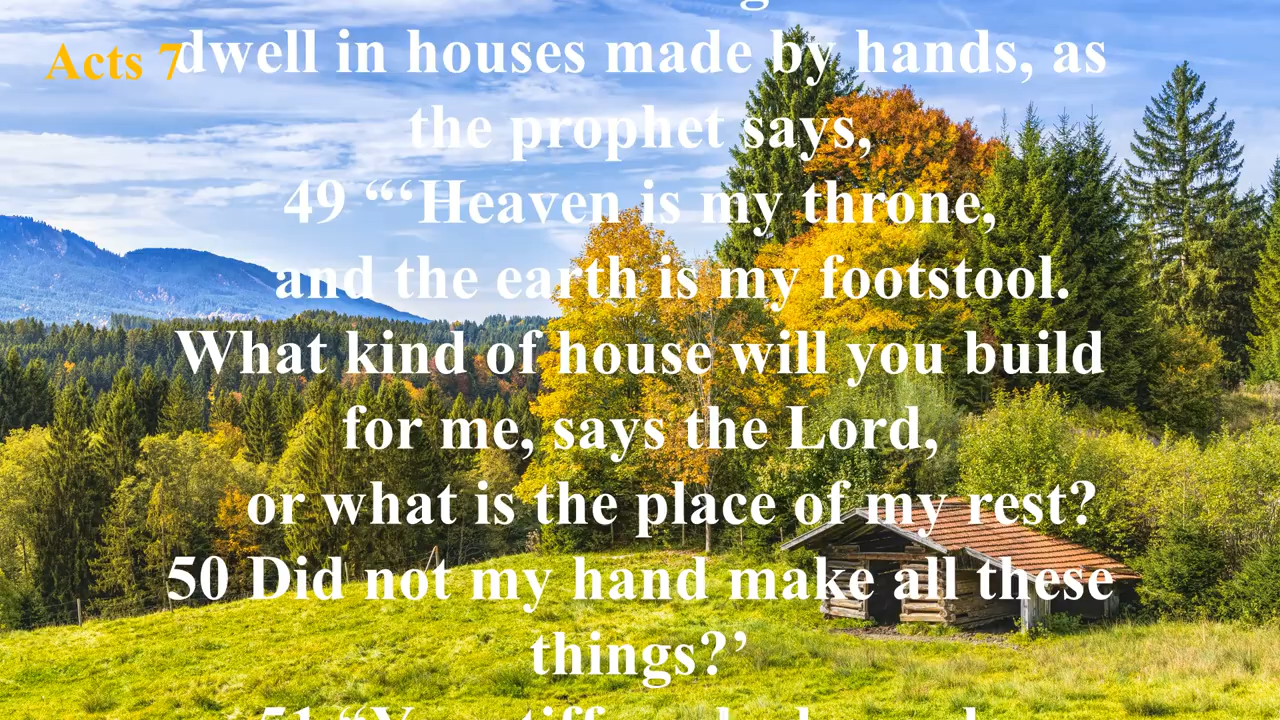 Acts 7
dwell in houses made by hands, as
the prophet says,
49 “‘Heaven is my throne,
and the earth is my footstool.
What kind of house will you build
for me, says the Lord,
or what is the place of my rest?
50 Did not my hand make all these
things?’